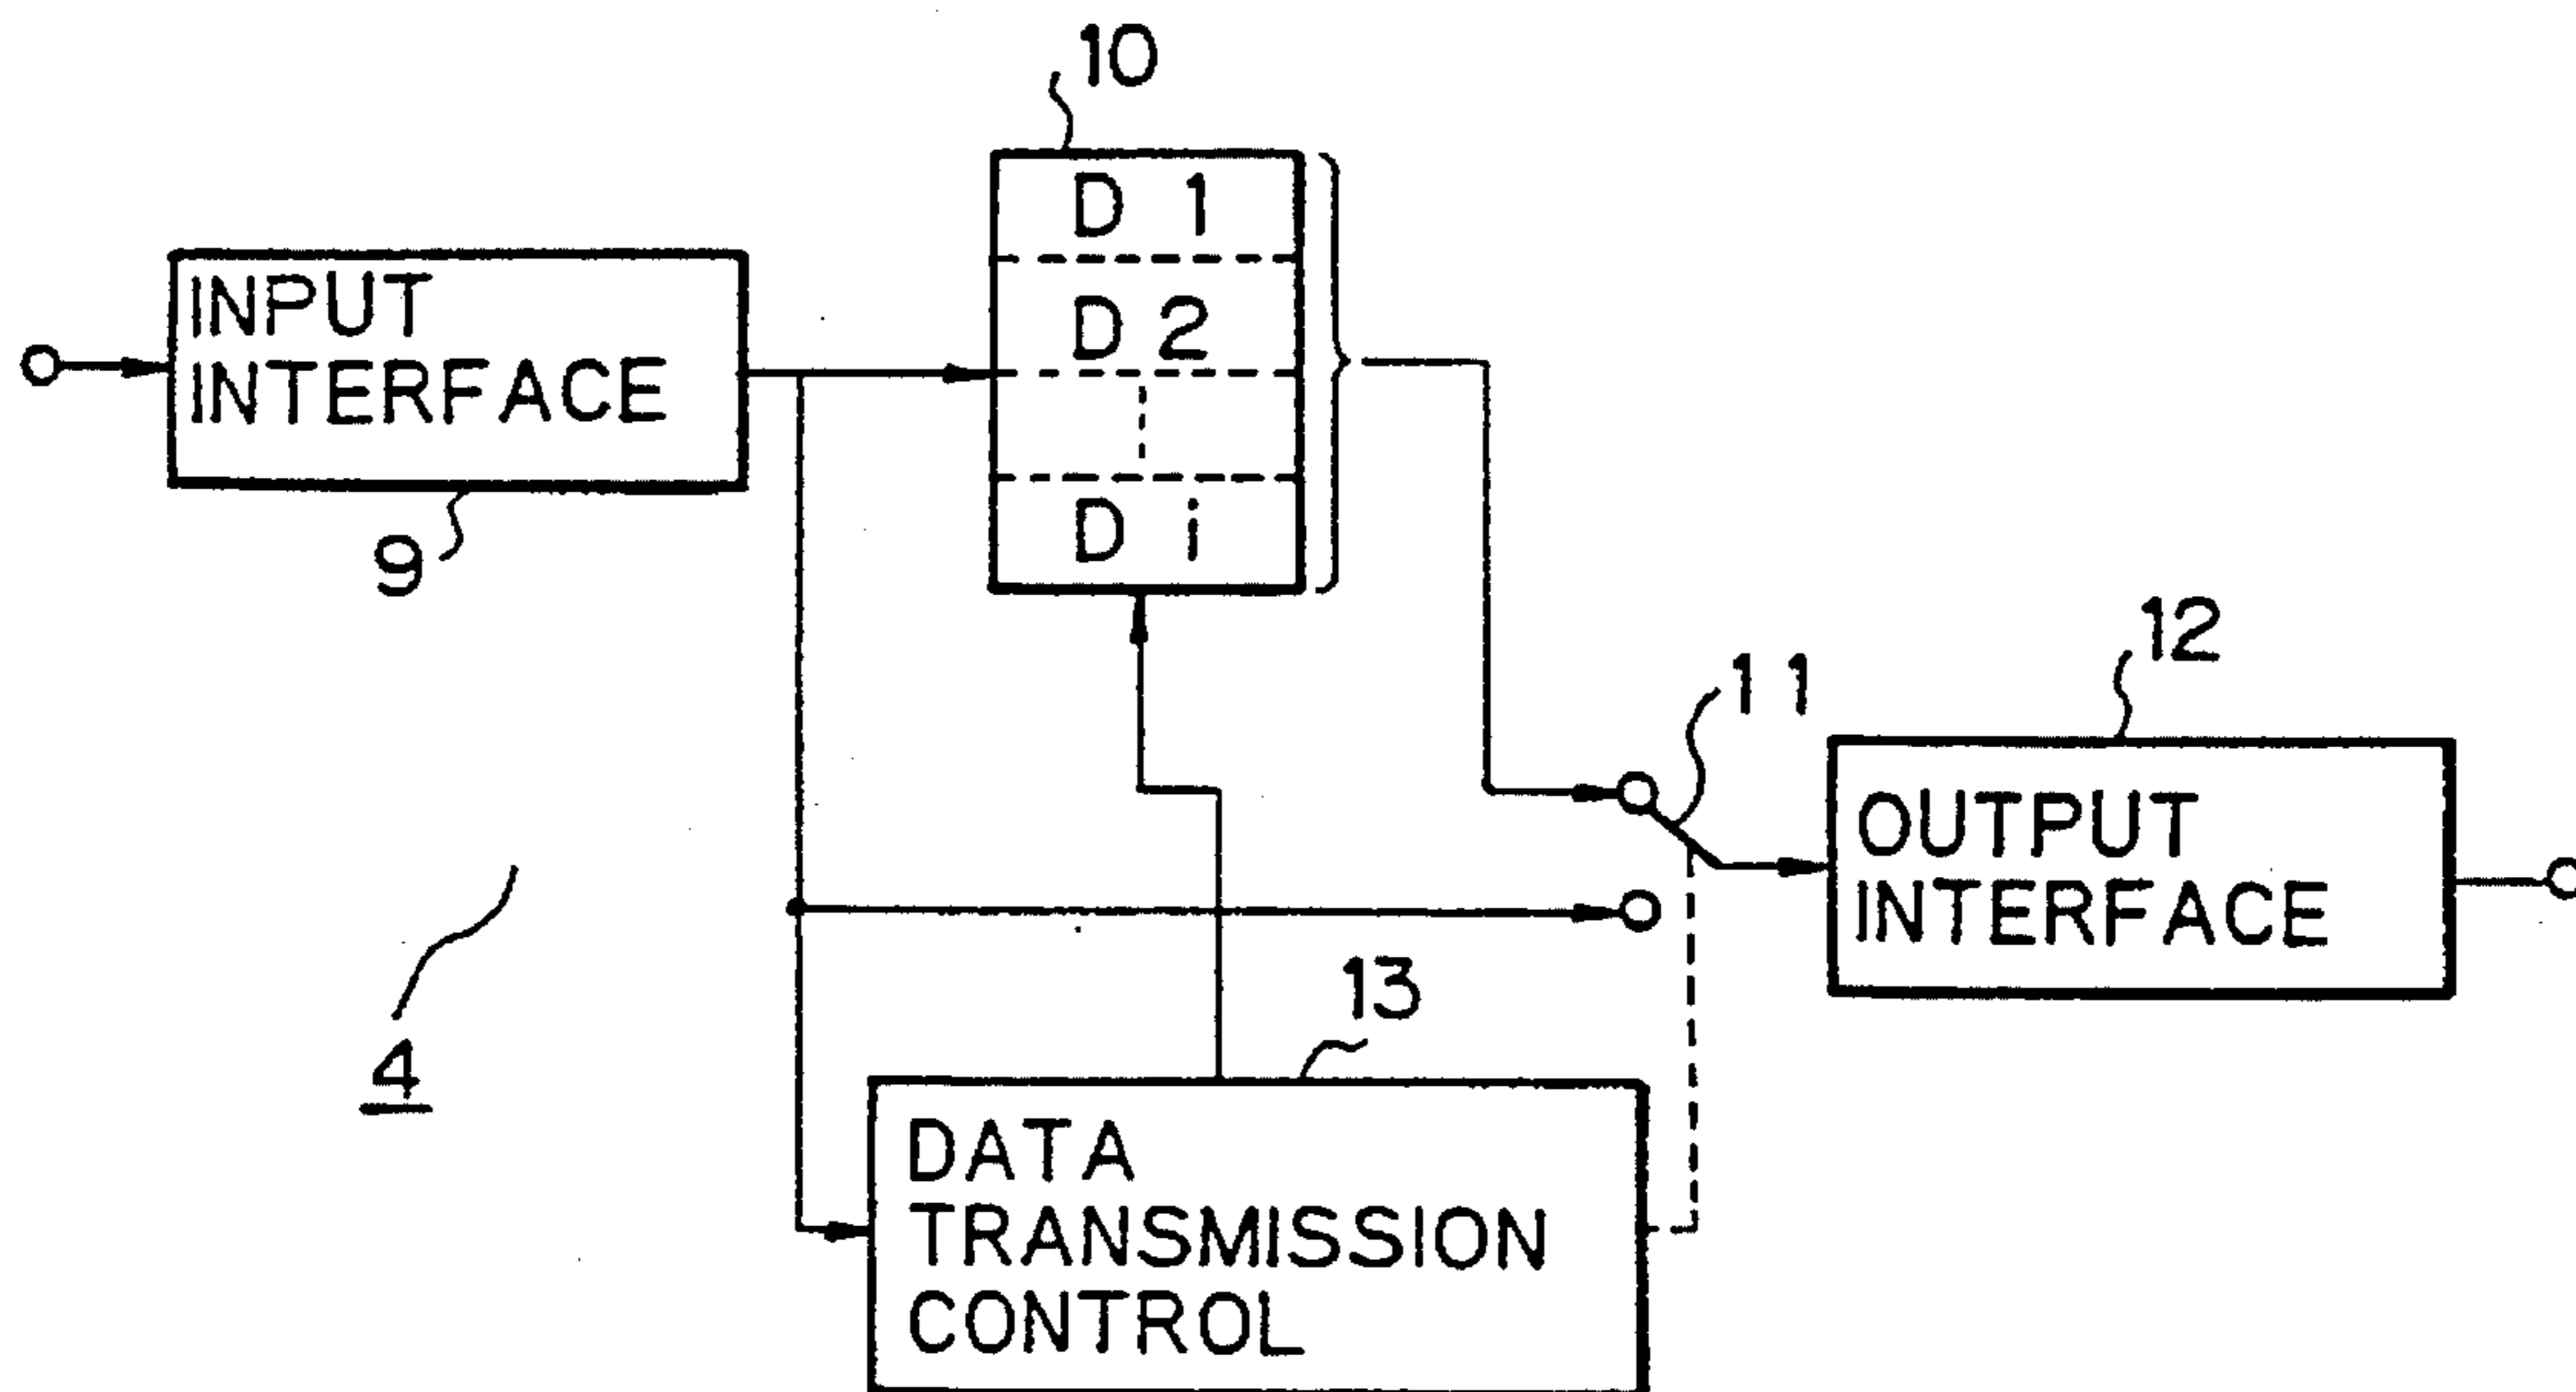 10
D 1
D 2
D i
INPUT
INTERFACE
9
12
11
OUTPUT
INTERFACE
13
4
DATA
TRANSMISSION
CONTROL